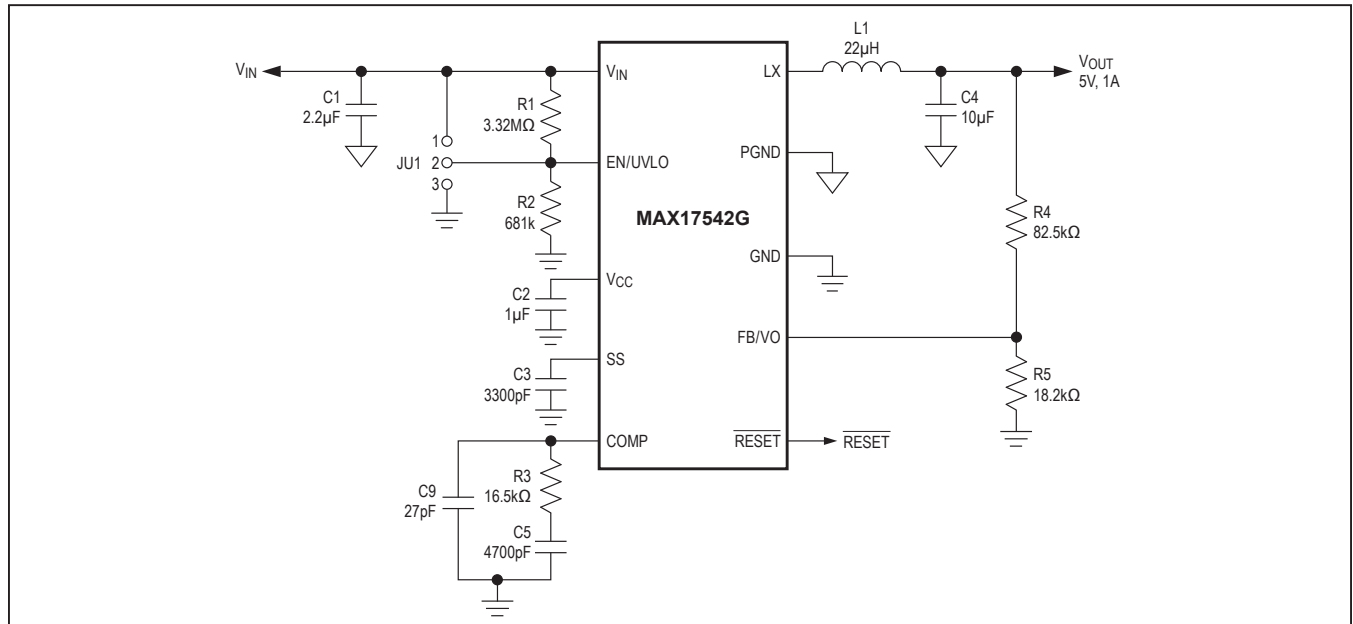 L1
22µH
VIN
VIN
LX
VOUT
5V, 1A
C1
2.2µF
R1
3.32MΩ
C4
10µF
1
JU1 2
3
EN/UVLO
PGND
R2
681k
MAX17542G
R4
82.5kΩ
GND
VCC
C2
1µF
FB/VO
SS
C3
3300pF
R5
18.2kΩ
COMP
RESET
RESET
R3
16.5kΩ
C9
27pF
C5
4700pF